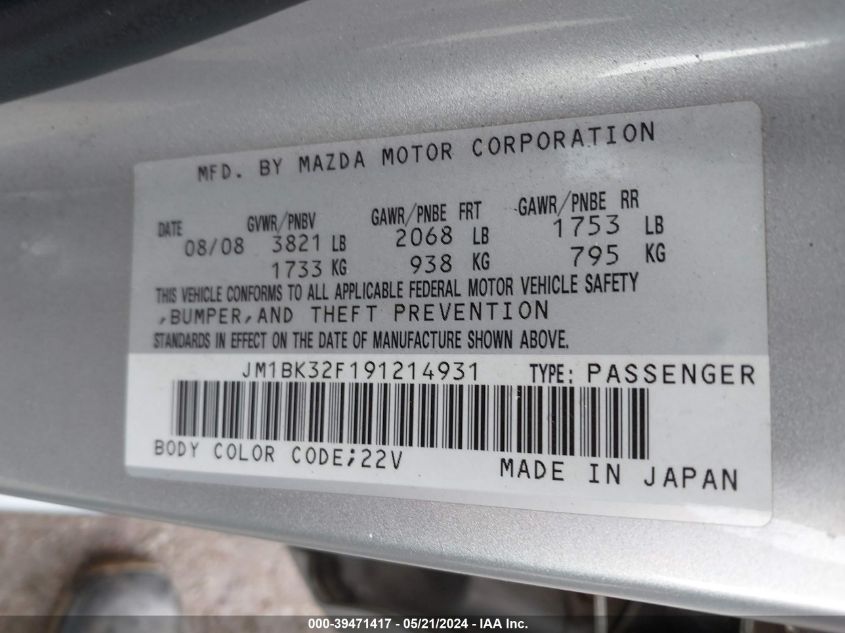 MFD. BY MAZDA MOTOR CORPORATION
DATE GVWR/PNBV GAWR/PNBE FRT GAWR/PNBE RR
08/08 3821 LB 2068 LB 1753 LB
1733 KG 938 KG 795 KG
THIS VEHICLE CONFORMS TO ALL APPLICABLE FEDERAL MOTOR VEHICLE SAFETY
,BUMPER,AND THEFT PREVENTION
STANDARDS IN EFFECT ON THE DATE OF MANUFACTURE SHOWN ABOVE.
JM1BK32F191214931 TYPE: PASSENGER
BODY COLOR CODE;22V MADE IN JAPAN
000-39471417 - 05/21/2024 - IAA Inc.